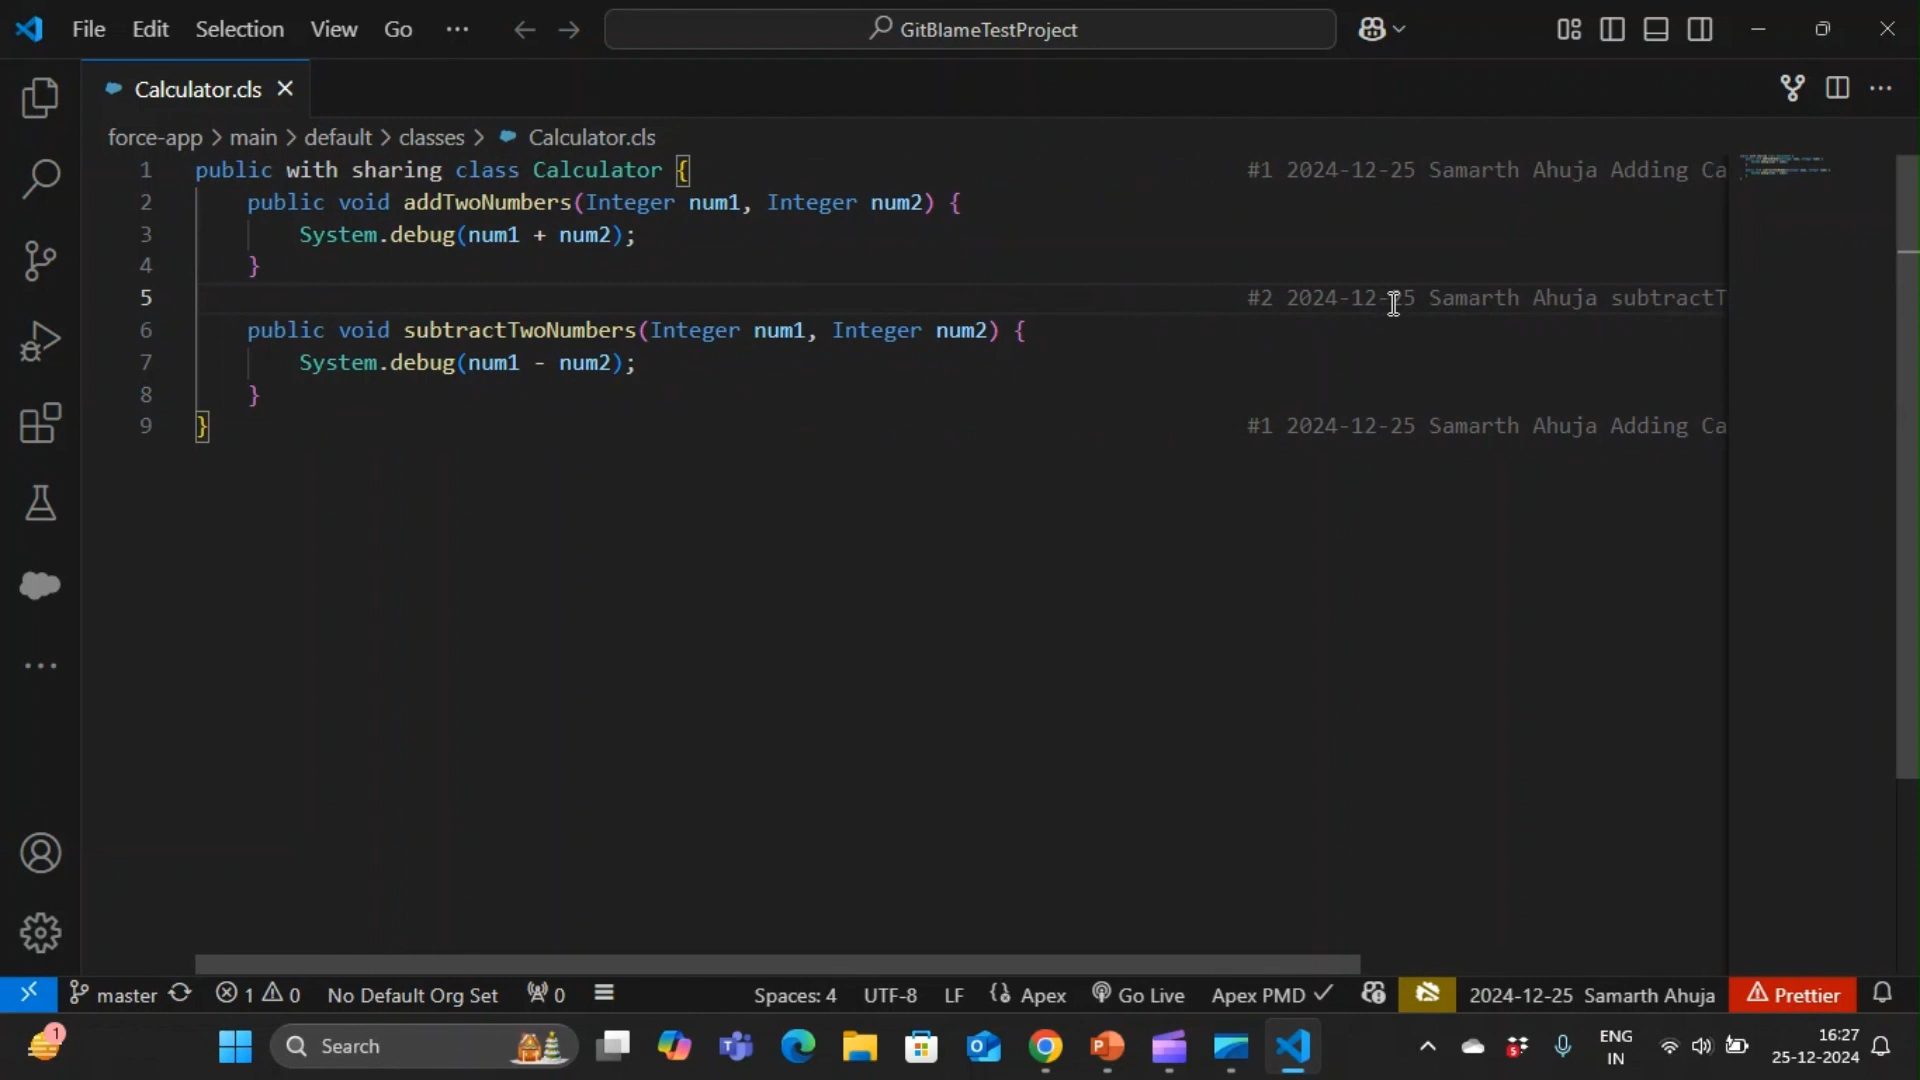 File Edit Selection View Go ··· GitBlameTestProject
Calculator.cls
force-app > main > default > classes > Calculator.cls
1 public with sharing class Calculator { #1 2024-12-25 Samarth Ahuja Adding Ca
2 public void addTwoNumbers(Integer num1, Integer num2) {
3 System.debug(num1 + num2);
4 }
5 #2 2024-12-25 Samarth Ahuja subtractT
6 public void subtractTwoNumbers(Integer num1, Integer num2) {
7 System.debug(num1 - num2);
8 }
9 } #1 2024-12-25 Samarth Ahuja Adding Ca
master 1 0 No Default Org Set 0 Spaces: 4 UTF-8 LF {} Apex Go Live Apex PMD 2024-12-25 Samarth Ahuja Prettier
1 Search ENG 16:27
IN 25-12-2024